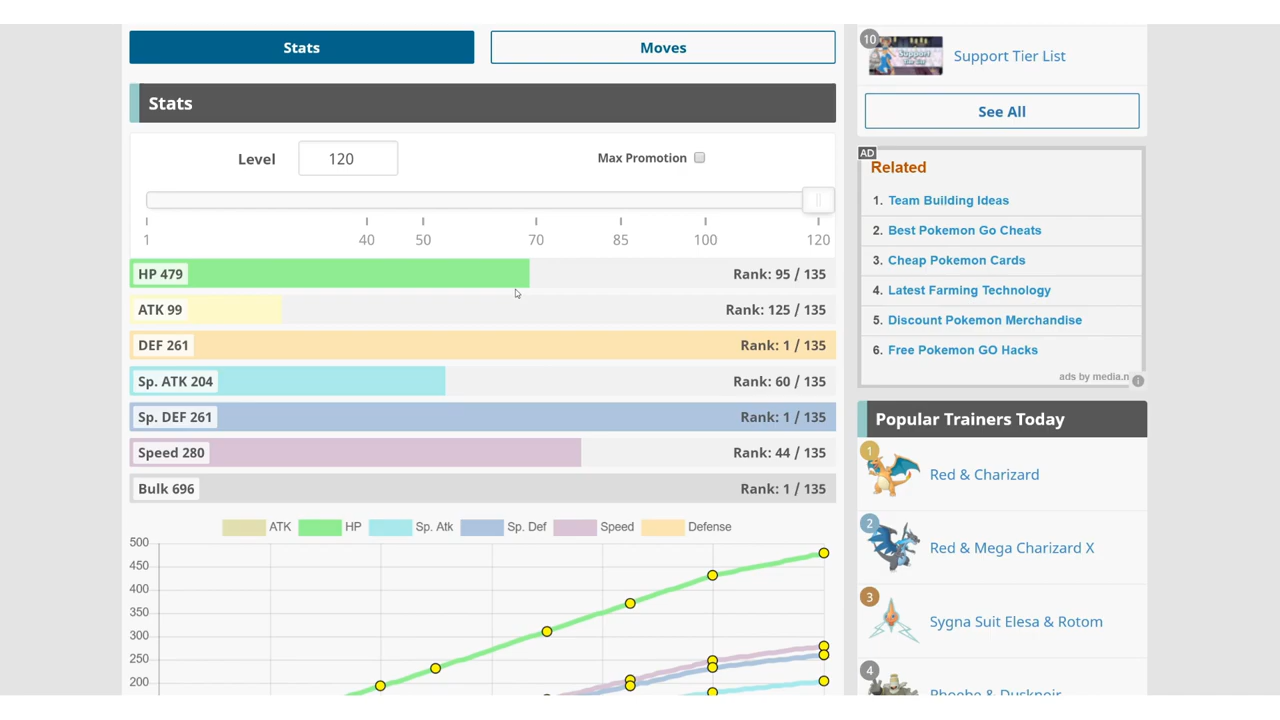 Stats
Moves
Stats
Level
120
Max Promotion
1
40
50
70
85
100
120
HP 479
Rank: 95 / 135
ATK 99
Rank: 125 / 135
DEF 261
Rank: 1 / 135
Sp. ATK 204
Rank: 60 / 135
Sp. DEF 261
Rank: 1 / 135
Speed 280
Rank: 44 / 135
Bulk 696
Rank: 1 / 135
ATK
HP
Sp. Atk
Sp. Def
Speed
Defense
500
450
400
350
300
250
200
10
Support Tier List
See All
AD
Related
1. Team Building Ideas
2. Best Pokemon Go Cheats
3. Cheap Pokemon Cards
4. Latest Farming Technology
5. Discount Pokemon Merchandise
6. Free Pokemon GO Hacks
ads by media.n
Popular Trainers Today
1
Red & Charizard
2
Red & Mega Charizard X
3
Sygna Suit Elesa & Rotom
4
Phoebe & Dusknoir